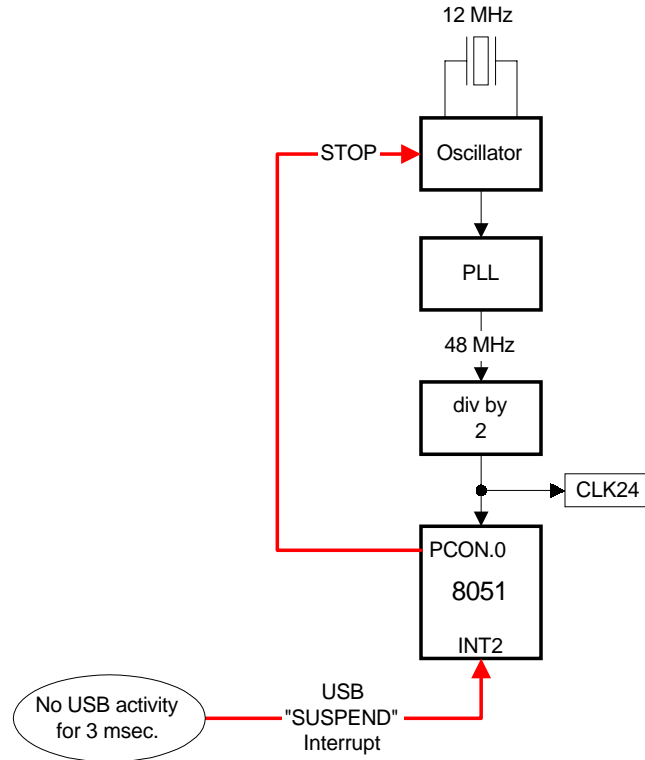 12 MHz
STOP
Oscillator
PLL
48 MHz
div by
2
CLK24
PCON.0
8051
INT2
No USB activity
for 3 msec.
USB
"SUSPEND"
Interrupt